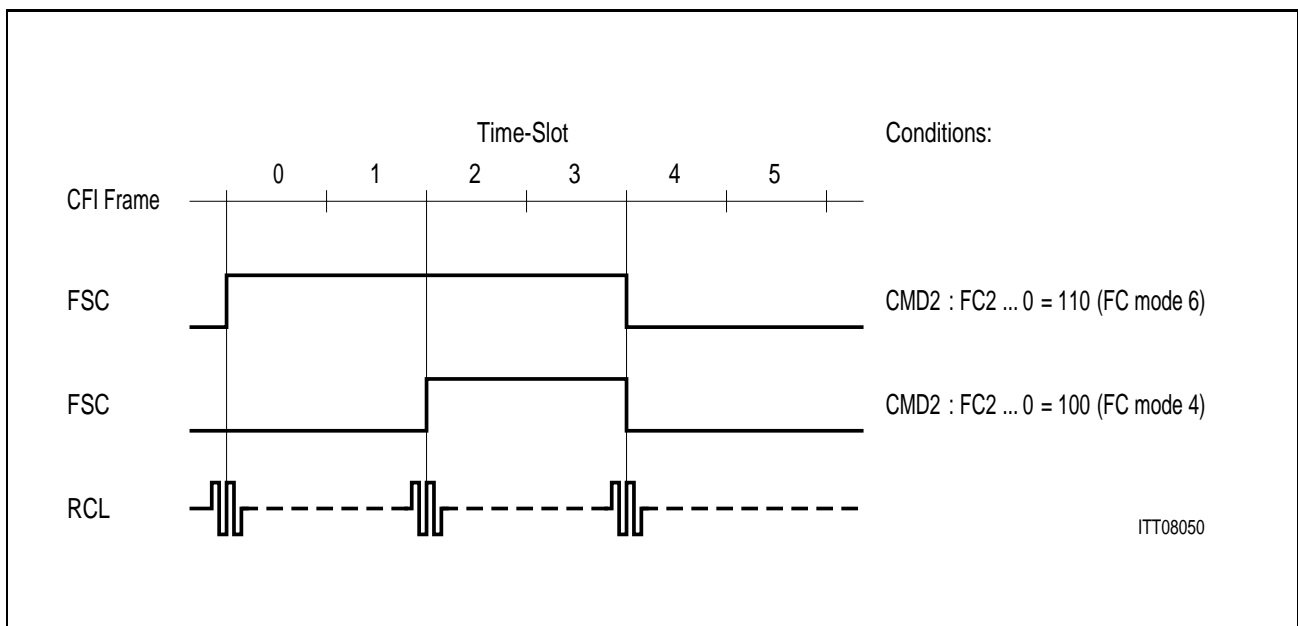 Time-Slot
Conditions:
0 1 2 3 4 5
CFI Frame
FSC
CMD2 : FC2 ... 0 = 110 (FC mode 6)
FSC
CMD2 : FC2 ... 0 = 100 (FC mode 4)
RCL
ITT08050